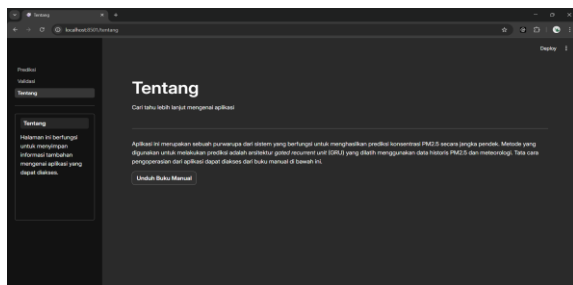 Tentang
localhost:8501/tentang
Deploy
Prediksi
Validasi
Tentang
Tentang
Halaman ini berfungsi
untuk menyimpan
informasi tambahan
mengenai aplikasi yang
dapat diakses.
Tentang
Cari tahu lebih lanjut mengenai aplikasi
Aplikasi ini merupakan sebuah purwarupa dari sistem yang berfungsi untuk menghasilkan prediksi konsentrasi PM2.5 secara jangka pendek. Metode yang
digunakan untuk melakukan prediksi adalah arsitektur gated recurrent unit (GRU) yang dilatih menggunakan data historis PM2.5 dan meteorologi. Tata cara
pengoperasian dari aplikasi dapat diakses dari buku manual di bawah ini.
Unduh Buku Manual